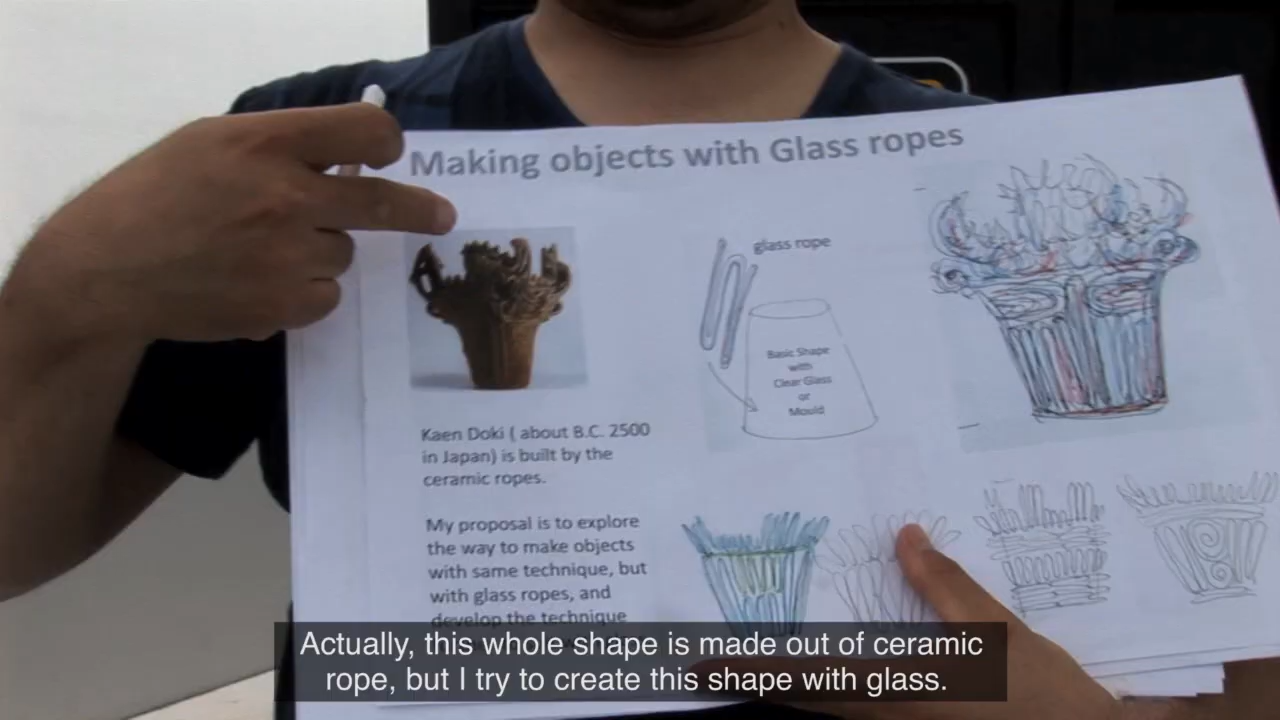 Making objects with Glass ropes
glass rope
Basic Shape
with
Clear Glass
or
Mould
Kaen Doki ( about B.C. 2500
in Japan) is built by the
ceramic ropes.
My proposal is to explore
the way to make objects
with same technique, but
with glass ropes, and
develop the technique
Actually, this whole shape is made out of ceramic
rope, but I try to create this shape with glass.